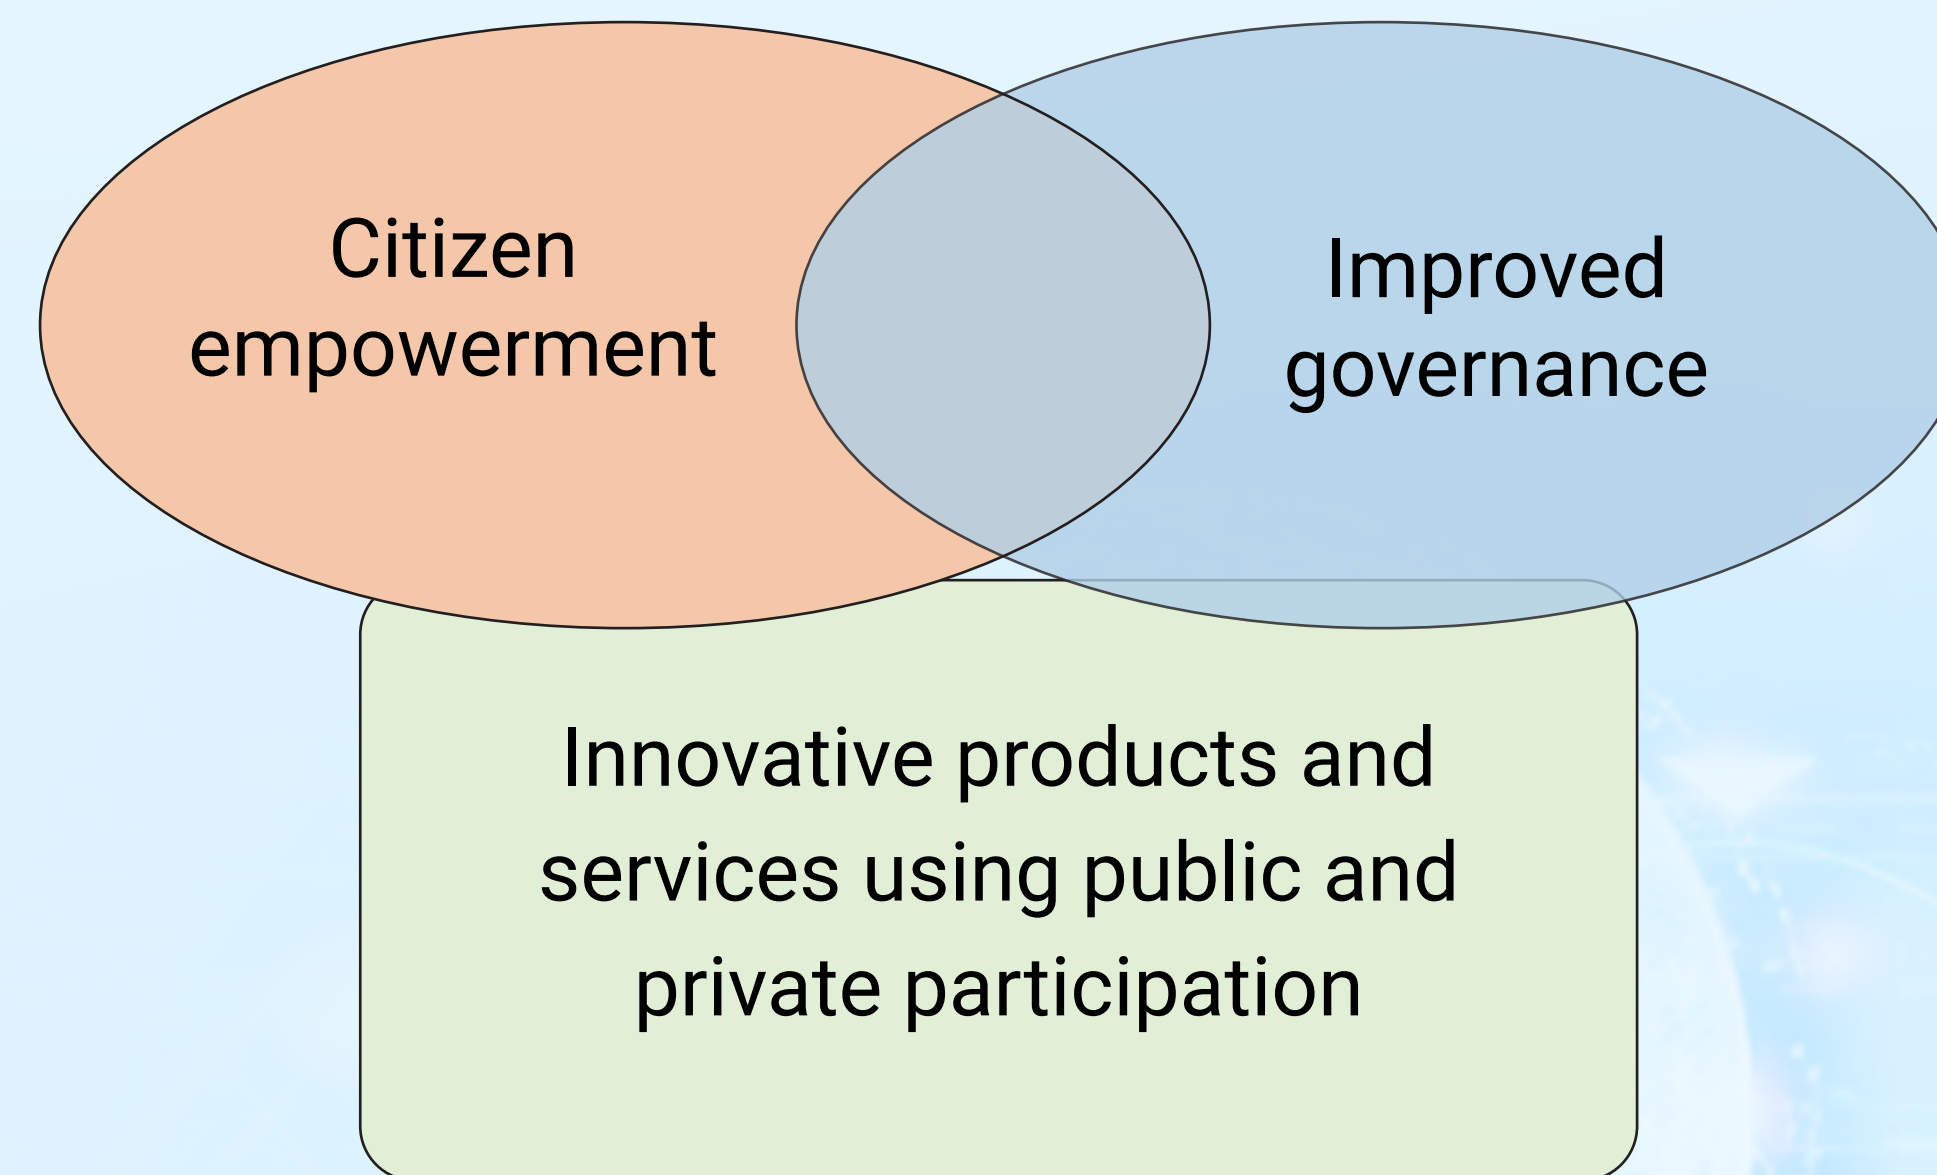 Citizen
empowerment
Improved
governance
Innovative products and
services using public and
private participation